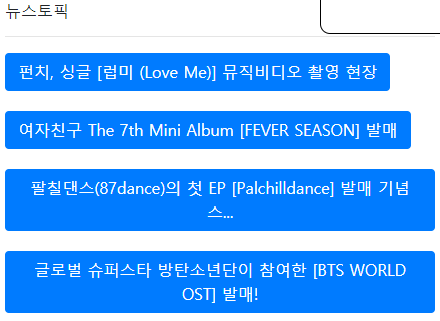 뉴스토픽
펀치, 싱글 [럽미 (Love Me)] 뮤직비디오 촬영 현장
여자친구 The 7th Mini Album [FEVER SEASON] 발매
팔칠댄스(87dance)의 첫 EP [Palchilldance] 발매 기념
스...
글로벌 슈퍼스타 방탄소년단이 참여한 [BTS WORLD
OST] 발매!